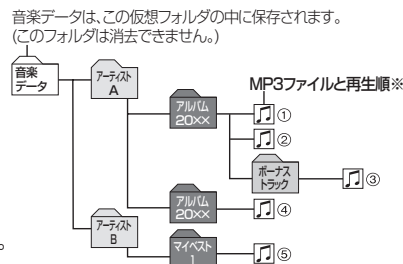 音楽データは、この仮想フォルダの中に保存されます。
(このフォルダは消去できません。)
音楽
データ
アーティスト
A
MP3ファイルと再生順※
アルバム
20××
①
②
ボーナス
トラック
③
アルバム
20××
④
アーティスト
B
マイベスト
1
⑤
。